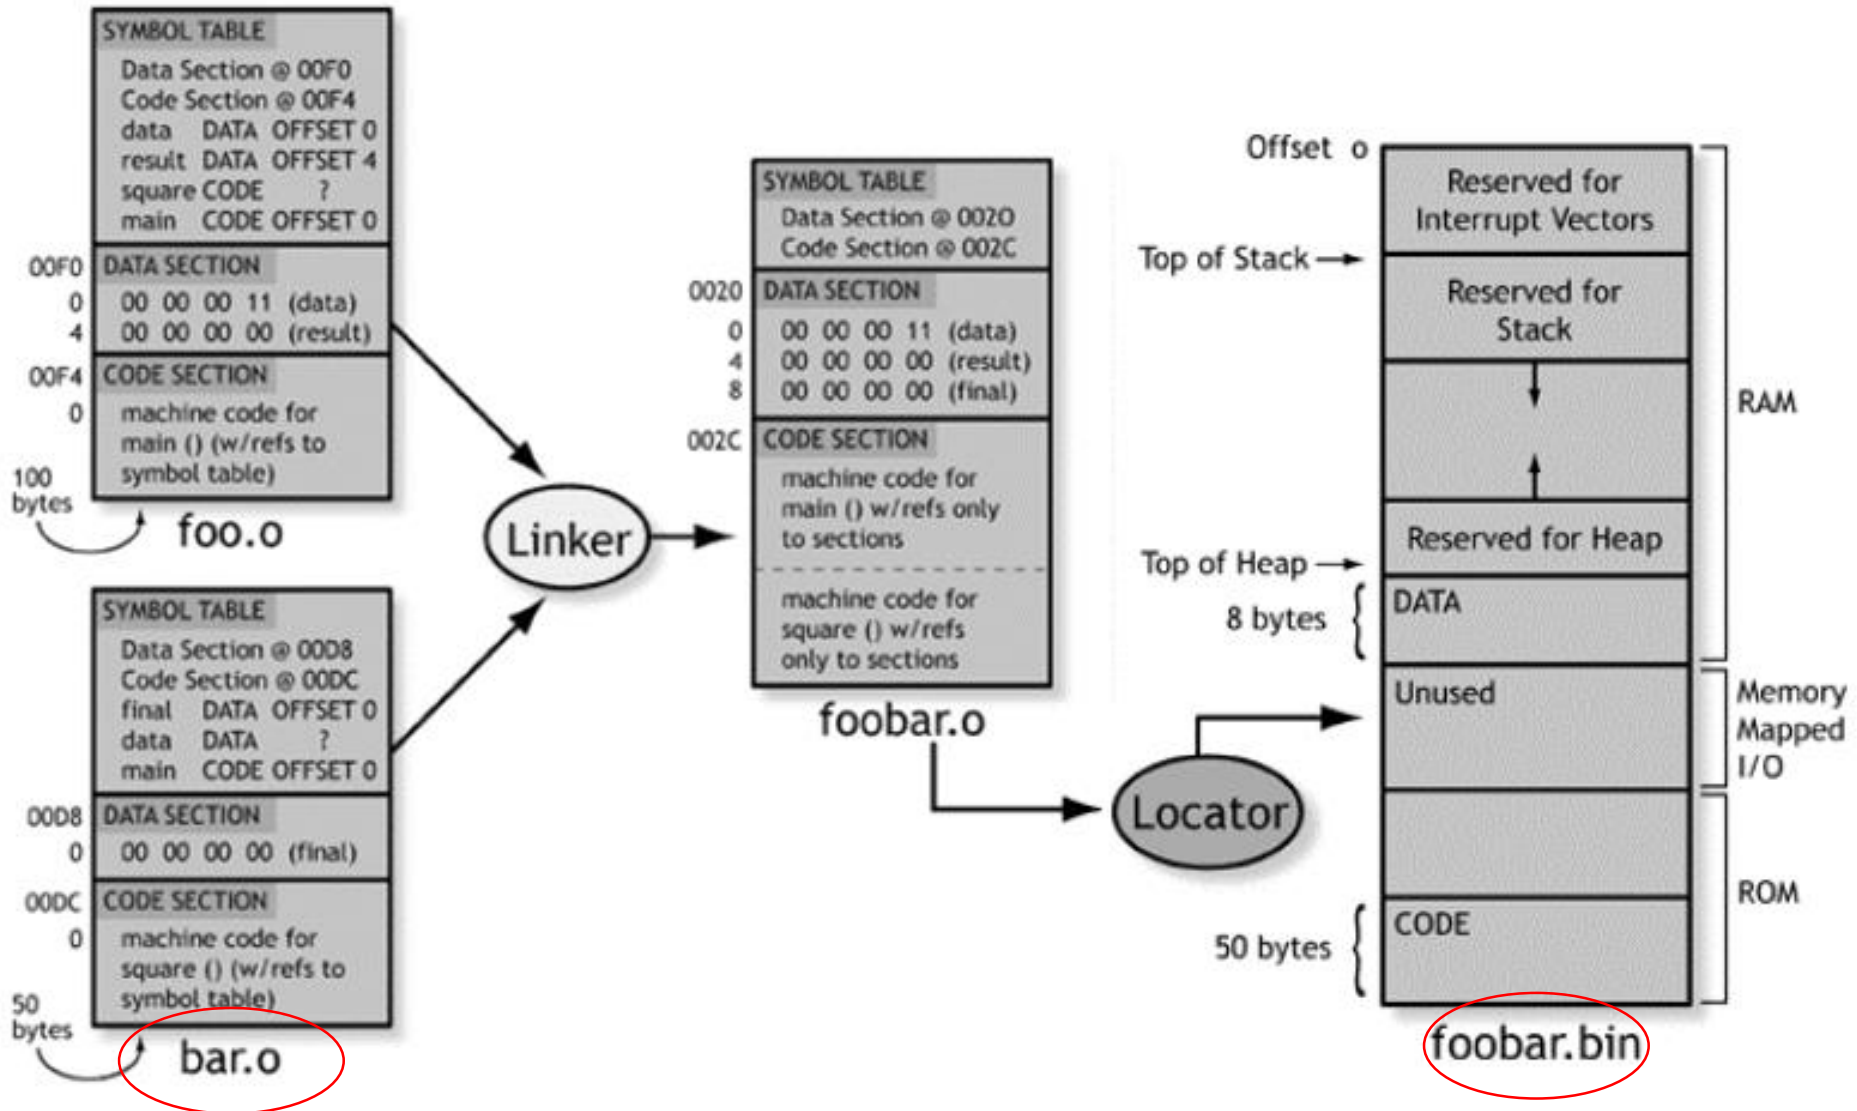 SYMBOL TABLE
Data Section @ 00F0
Code Section @ 00F4
data DATA OFFSET 0
result DATA OFFSET 4
square CODE ?
main CODE OFFSET 0
00F0 DATA SECTION
0 00 00 00 11 (data)
4 00 00 00 00 (result)
00F4 CODE SECTION
0 machine code for
main () (w/refs to
symbol table)
100
bytes
foo.o
SYMBOL TABLE
Data Section @ 00D8
Code Section @ 00DC
final DATA OFFSET 0
data DATA ?
main CODE OFFSET 0
00D8 DATA SECTION
0 00 00 00 00 (final)
00DC CODE SECTION
0 machine code for
square () (w/refs to
symbol table)
50
bytes
bar.o
Linker
SYMBOL TABLE
Data Section @ 0020
Code Section @ 002C
0020 DATA SECTION
0 00 00 00 11 (data)
4 00 00 00 00 (result)
8 00 00 00 00 (final)
002C CODE SECTION
machine code for
main () w/refs only
to sections
machine code for
square () w/refs
only to sections
foobar.o
Locator
Offset 0
Reserved for
Interrupt Vectors
Top of Stack
Reserved for
Stack
RAM
Reserved for Heap
Top of Heap
DATA
8 bytes
Unused
Memory
Mapped
I/O
ROM
CODE
50 bytes
foobar.bin